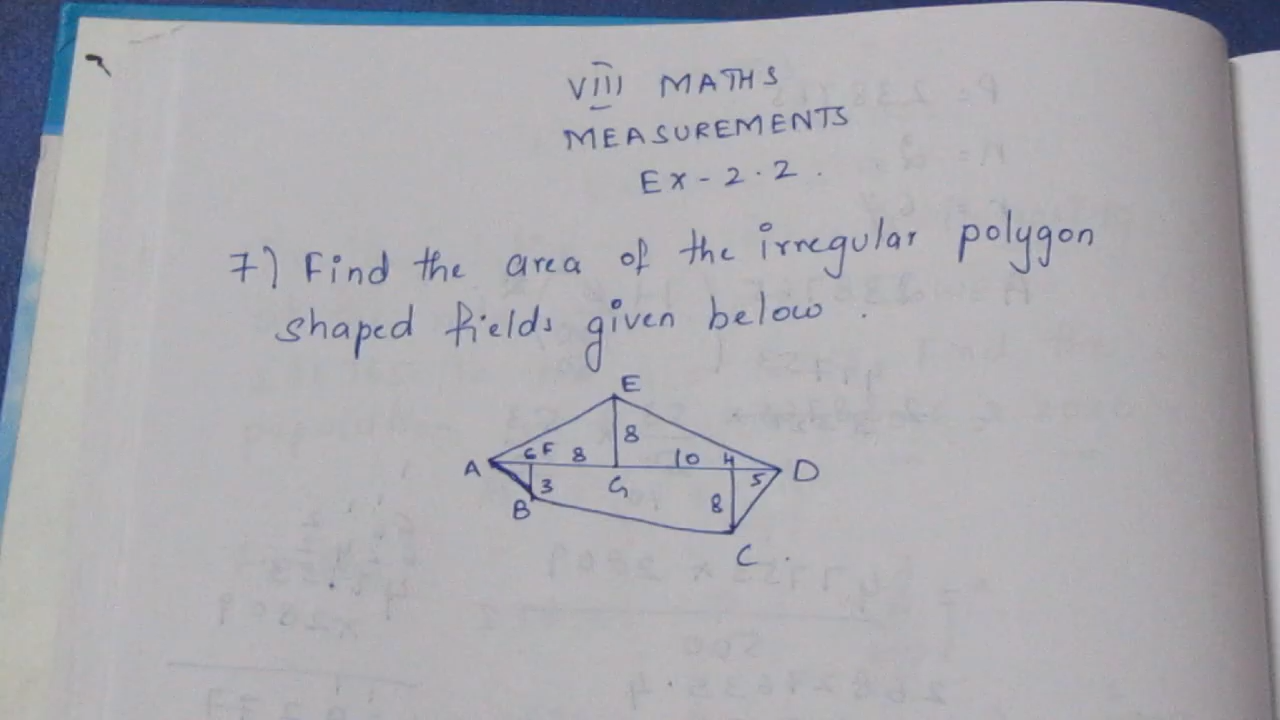 VIII MATHS
MEASUREMENTS
EX - 2.2.
7) Find the area of the irregular polygon
shaped fields given below.
E
8
A 6 F 8 10 H D
3 G 5
B 8
C.